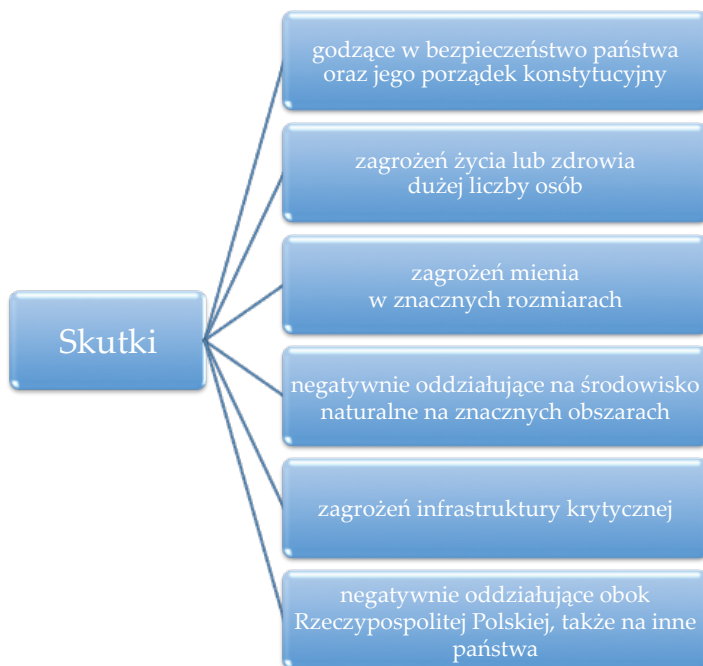 Skutki
godzące w bezpieczeństwo państwa
oraz jego porządek konstytucyjny
zagrożeń życia lub zdrowia
dużej liczby osób
zagrożeń mienia
w znacznych rozmiarach
negatywnie oddziałujące na środowisko
naturalne na znacznych obszarach
zagrożeń infrastruktury krytycznej
negatywnie oddziałujące obok
Rzeczypospolitej Polskiej, także na inne
państwa